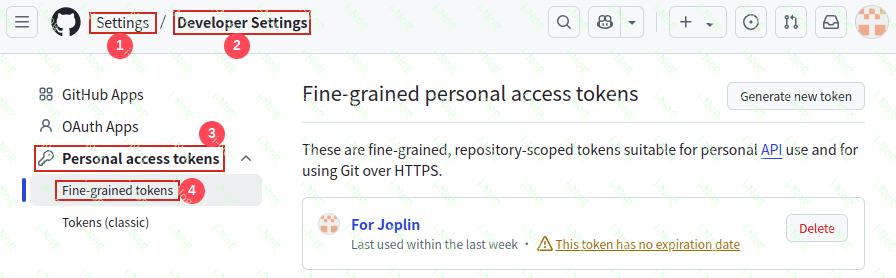 Settings / Developer Settings
1
2
GitHub Apps
OAuth Apps
3
Personal access tokens
Fine-grained tokens
4
Tokens (classic)
Fine-grained personal access tokens
Generate new token
These are fine-grained, repository-scoped tokens suitable for personal API use and for
using Git over HTTPS.
For Joplin
Last used within the last week • This token has no expiration date
Delete